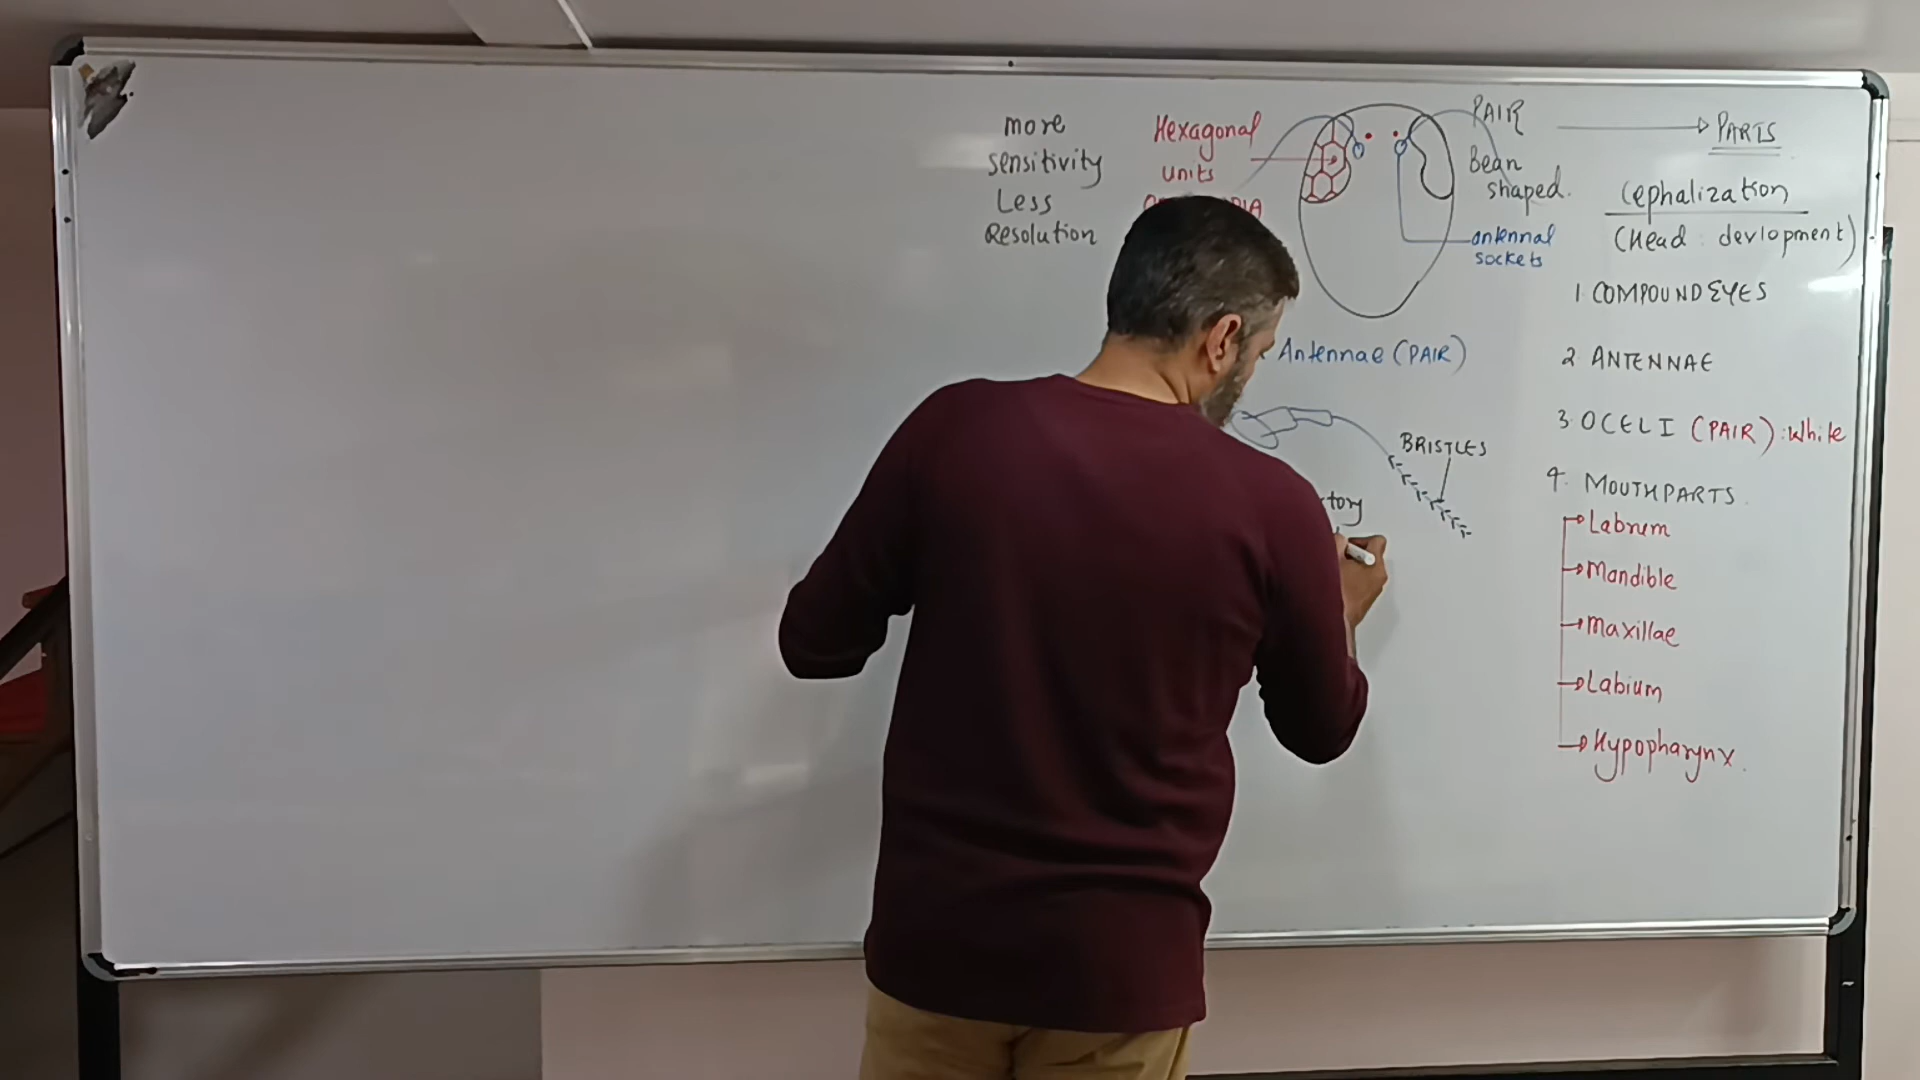 more
sensitivity
Less
Resolution
Hexagonal
units
PAIR
Bean
shaped.
antennal
sockets
PARTS
Cephalization
(Head : devlopment)
1 COMPOUND EYES
2 ANTENNAE
3. OCELI (PAIR) : White
4. MOUTHPARTS.
Labrum
Mandible
Maxillae
Labium
Hypopharynx.
Antennae (PAIR)
BRISTLES
tory